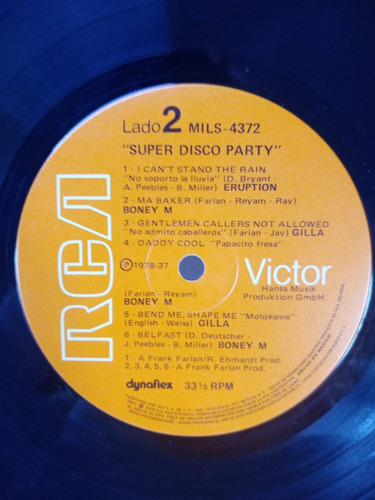 Lado 2 MILS-4372
"SUPER DISCO PARTY"
1 - I CAN'T STAND THE RAIN
"No soporto la lluvia" (D. Bryant -
A. Peebles - B. Miller) ERUPTION
2 - MA BAKER (Farian - Reyam - Ray)
BONEY M
3 - GENTLEMEN CALLERS NOT ALLOWED
"No admito caballeros" (Farian - Jay) GILLA
4 - DADDY COOL "Papacito fresa"
Ⓟ 1978-37
RCA
Victor
Hansa Musik
Produktion GmbH.
(Farian - Reyam)
BONEY M
5 - BEND ME, SHAPE ME "Moldeame"
(English - Weiss) GILLA
6 - BELFAST (D. Deutscher -
J. Peebles - B. Miller) BONEY M
1 - A Frank Farian/R. Ehrhardt Prod.
2, 3, 4, 5, 6 - A Frank Farian Prod.
dynaflex 33⅓ RPM